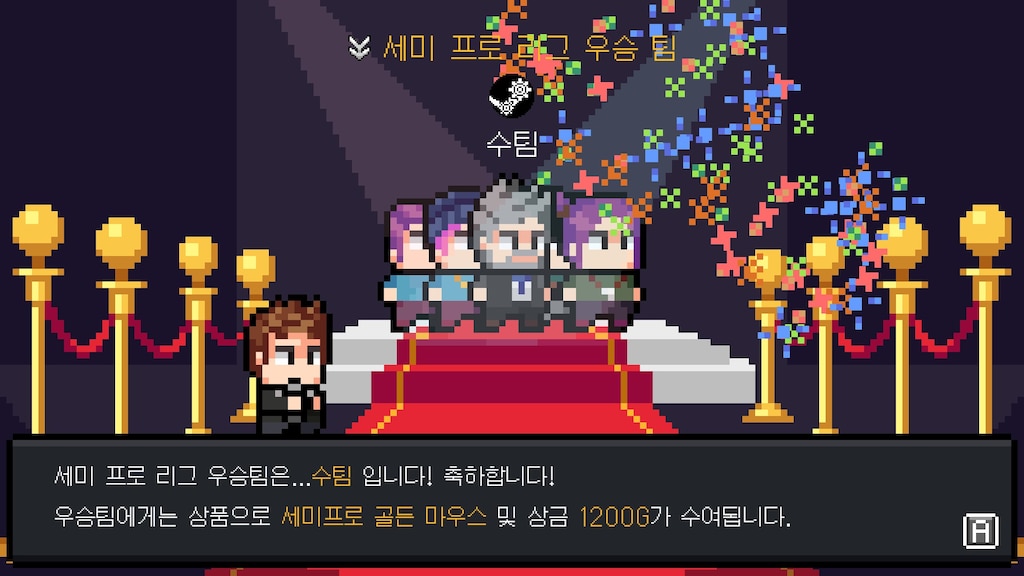 세미 프로 리그 우승 팀
수팀
세미 프로 리그 우승팀은...수팀 입니다! 축하합니다!
우승팀에게는 상품으로 세미프로 골든 마우스 및 상금 1200G가 수여됩니다.
A